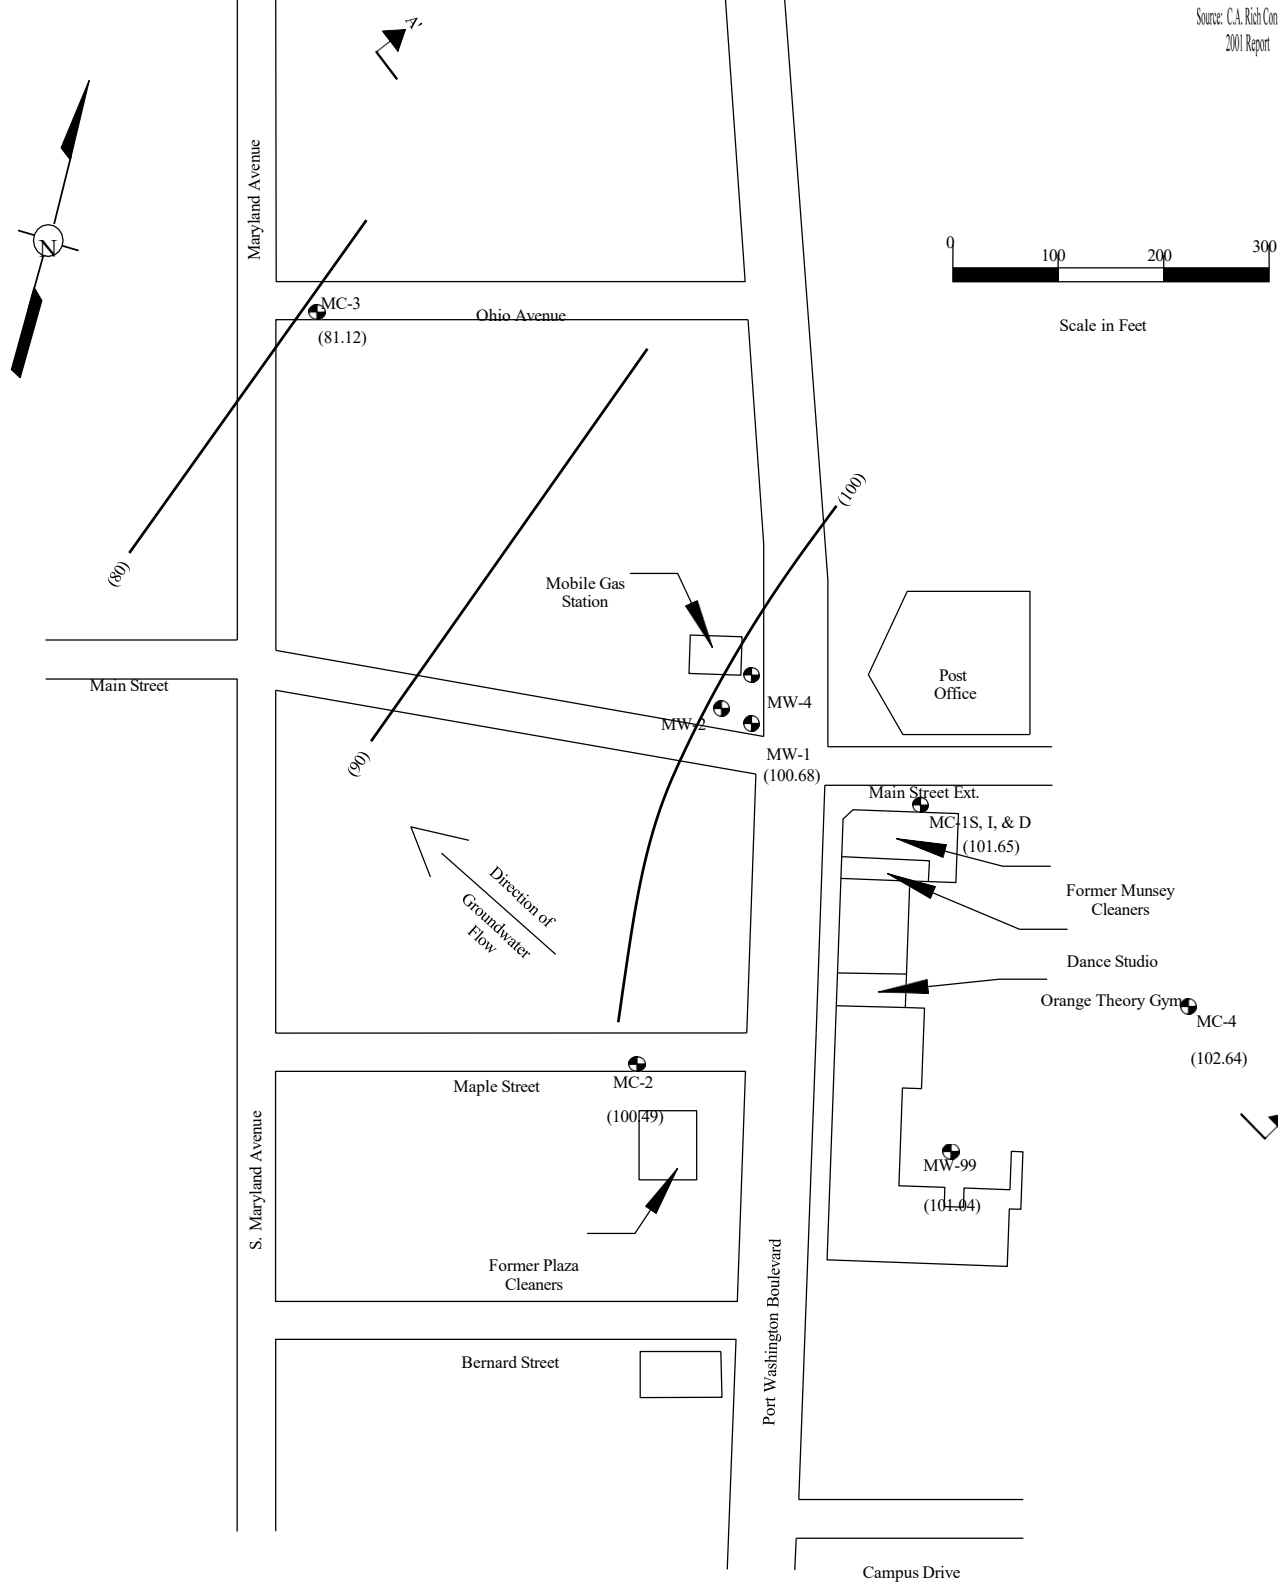 Source: C.A. Rich Con
2001 Report
A'
N
Maryland Avenue
0
100
200
300
Scale in Feet
MC-3
(81.12)
Ohio Avenue
(80)
(100)
Mobile Gas
Station
Main Street
Post
Office
MW-4
MW-2
(90)
MW-1
(100.68)
Main Street Ext.
MC-1S, I, & D
(101.65)
Direction of
Groundwater
Flow
Former Munsey
Cleaners
Dance Studio
Orange Theory Gym
MC-4
(102.64)
MC-2
Maple Street
(100.49)
S. Maryland Avenue
MW-99
(101.04)
Former Plaza
Cleaners
Port Washington Boulevard
Bernard Street
Campus Drive